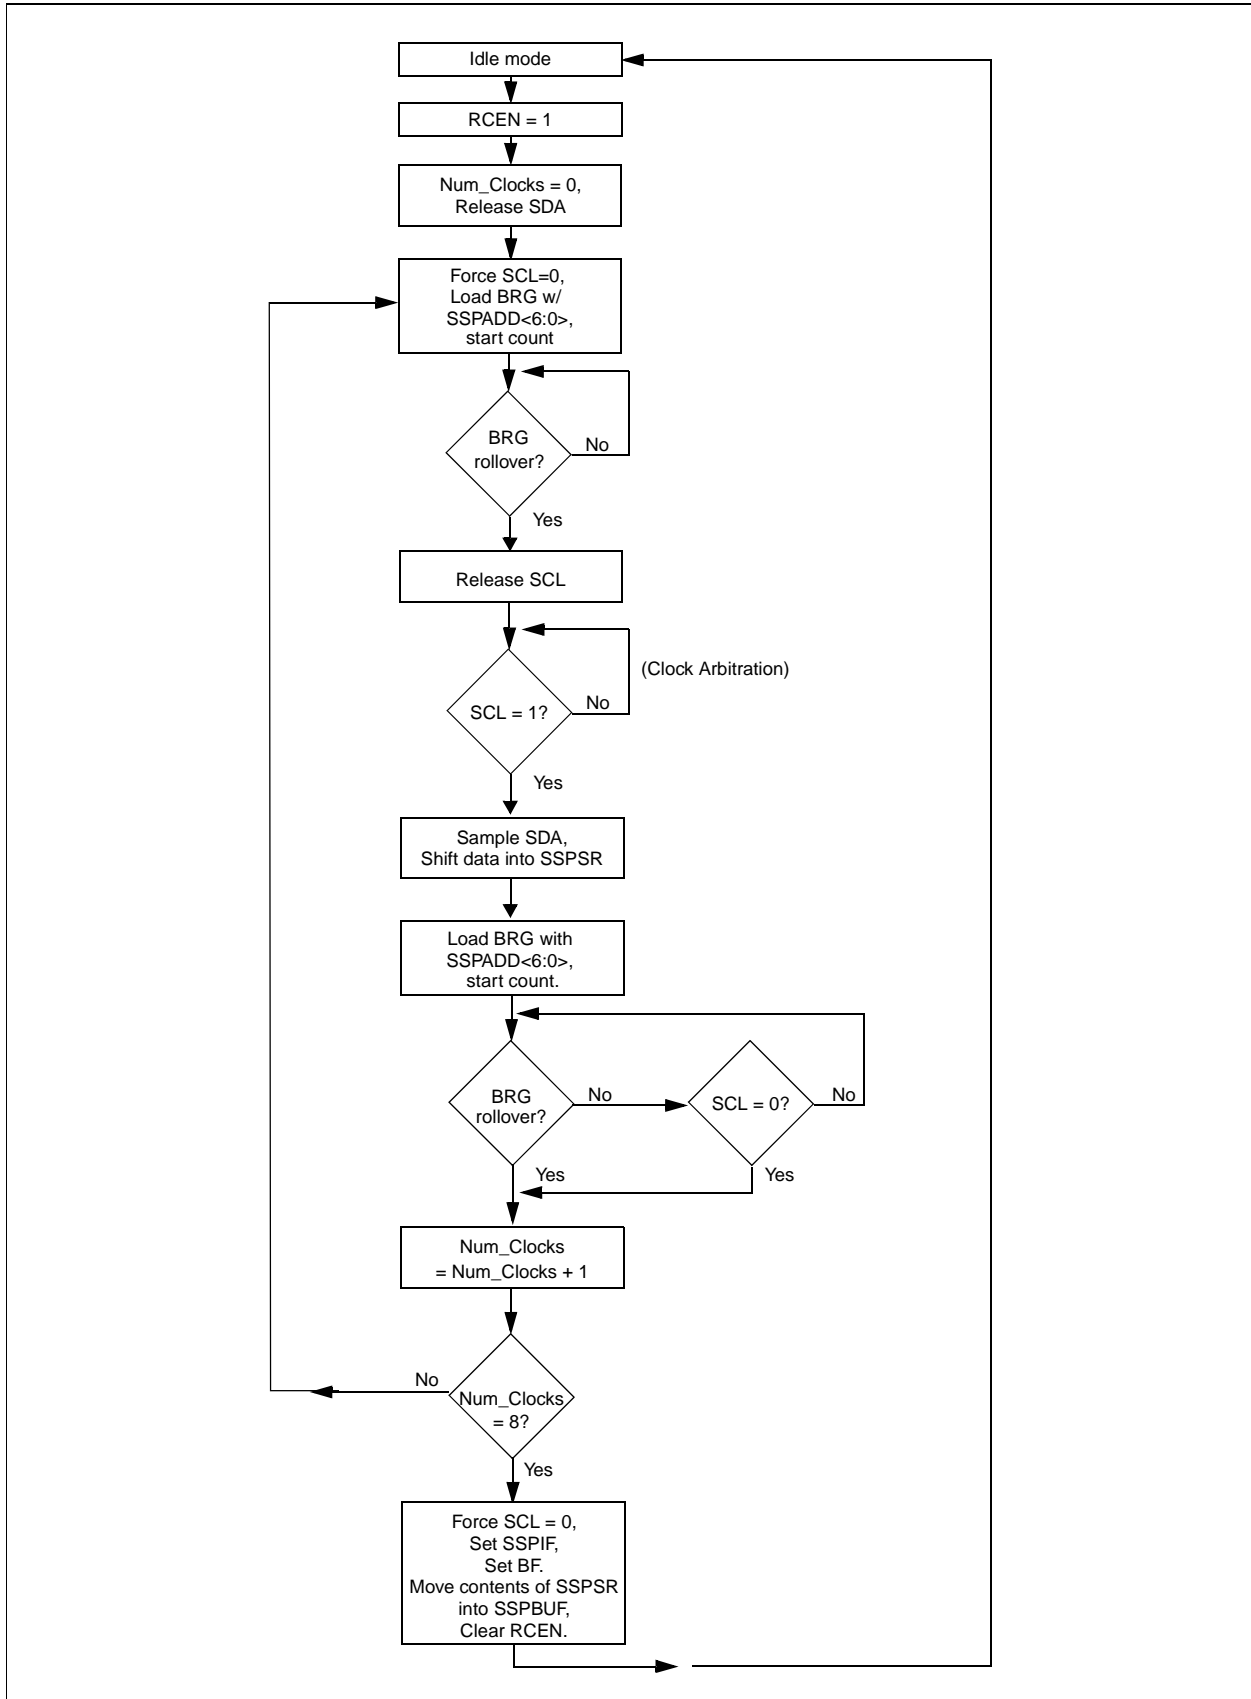 Idle mode
RCEN = 1
Num_Clocks = 0,
Release SDA
Force SCL=0,
Load BRG w/
SSPADD<6:0>,
start count
BRG
rollover?
No
Yes
Release SCL
(Clock Arbitration)
SCL = 1?
No
Yes
Sample SDA,
Shift data into SSPSR
Load BRG with
SSPADD<6:0>,
start count.
BRG
rollover?
No
SCL = 0?
No
Yes
Yes
Num_Clocks
= Num_Clocks + 1
No
Num_Clocks
= 8?
Yes
Force SCL = 0,
Set SSPIF,
Set BF.
Move contents of SSPSR
into SSPBUF,
Clear RCEN.